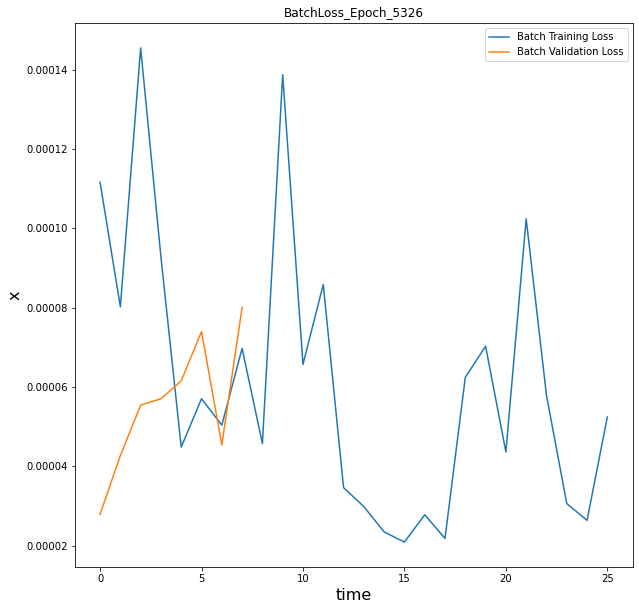 BatchLoss_Epoch_5326
Batch Training Loss
Batch Validation Loss
0.00014
0.00012
0.00010
0.00008
0.00006
0.00004
0.00002
x
0 5 10 15 20 25
time